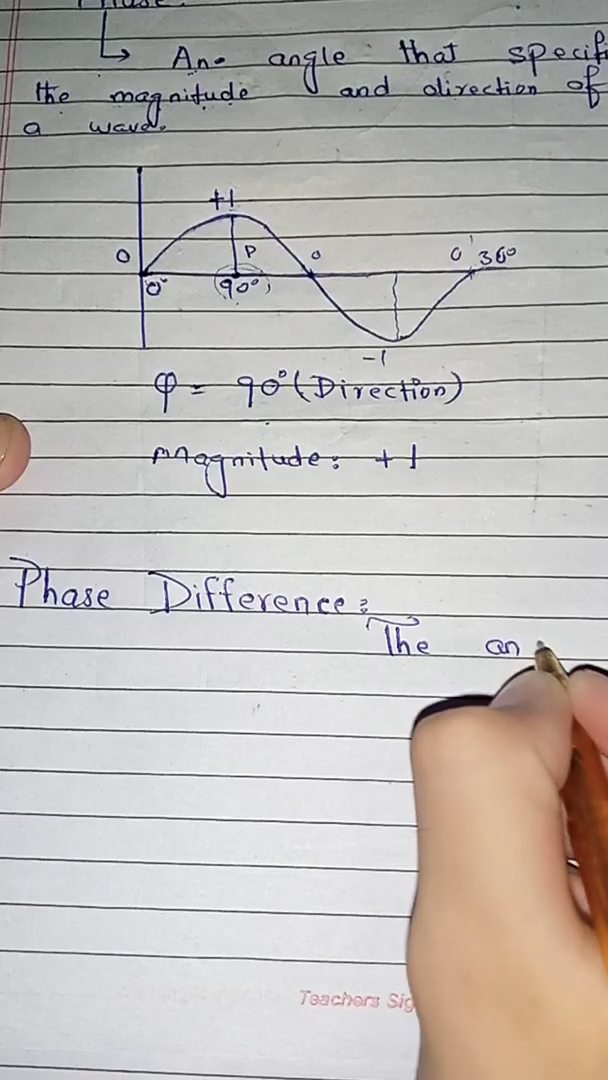 Phase:
An angle that specif
the magnitude and direction of
a wave.
+1
0 P 0 0 360°
0° (90°)
-1
φ = 90° (Direction)
Magnitude: +1
Phase Difference:
The an
Teachers Sig